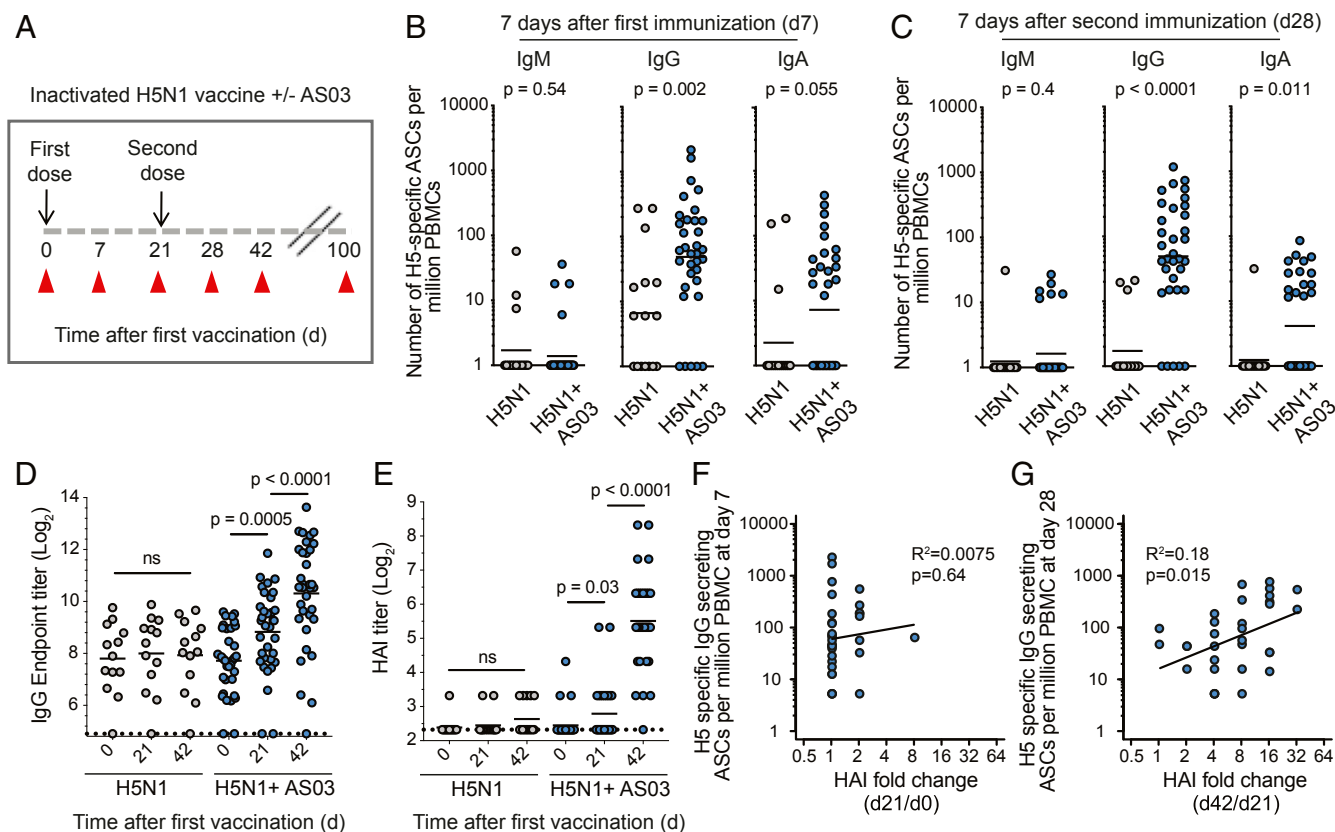 A
Inactivated H5N1 vaccine +/- AS03
First dose
Second dose
0 7 21 28 42 100
Time after first vaccination (d)
B
7 days after first immunization (d7)
IgM IgG IgA
p = 0.54 p = 0.002 p = 0.055
Number of H5-specific ASCs per
million PBMCs
10000
1000
100
10
1
H5N1
H5N1+
AS03
H5N1
H5N1+
AS03
H5N1
H5N1+
AS03
C
7 days after second immunization (d28)
IgM IgG IgA
p = 0.4 p <0.0001 p = 0.011
Number of H5-specific ASCs per
million PBMCs
10000
1000
100
10
1
H5N1
H5N1+
AS03
H5N1
H5N1+
AS03
H5N1
H5N1+
AS03
D
IgG Endpoint titer (Log2)
14
12
10
8
6
ns
p = 0.0005
p < 0.0001
0 21 42 0 21 42
H5N1 H5N1+ AS03
Time after first vaccination (d)
E
HAI titer (Log2)
9
8
7
6
5
4
3
2
ns
p = 0.03
p < 0.0001
0 21 42 0 21 42
H5N1 H5N1+ AS03
Time after first vaccination (d)
F
H5 specific IgG secreting
ASCs per million PBMC at day 7
10000
1000
100
10
1
R²=0.0075
p=0.64
0.5 1 2 4 8 16 32 64
HAI fold change
(d21/d0)
G
H5 specific IgG secreting
ASCs per million PBMC at day 28
10000
1000
100
10
1
R²=0.18
p=0.015
0.5 1 2 4 8 16 32 64
HAI fold change
(d42/d21)